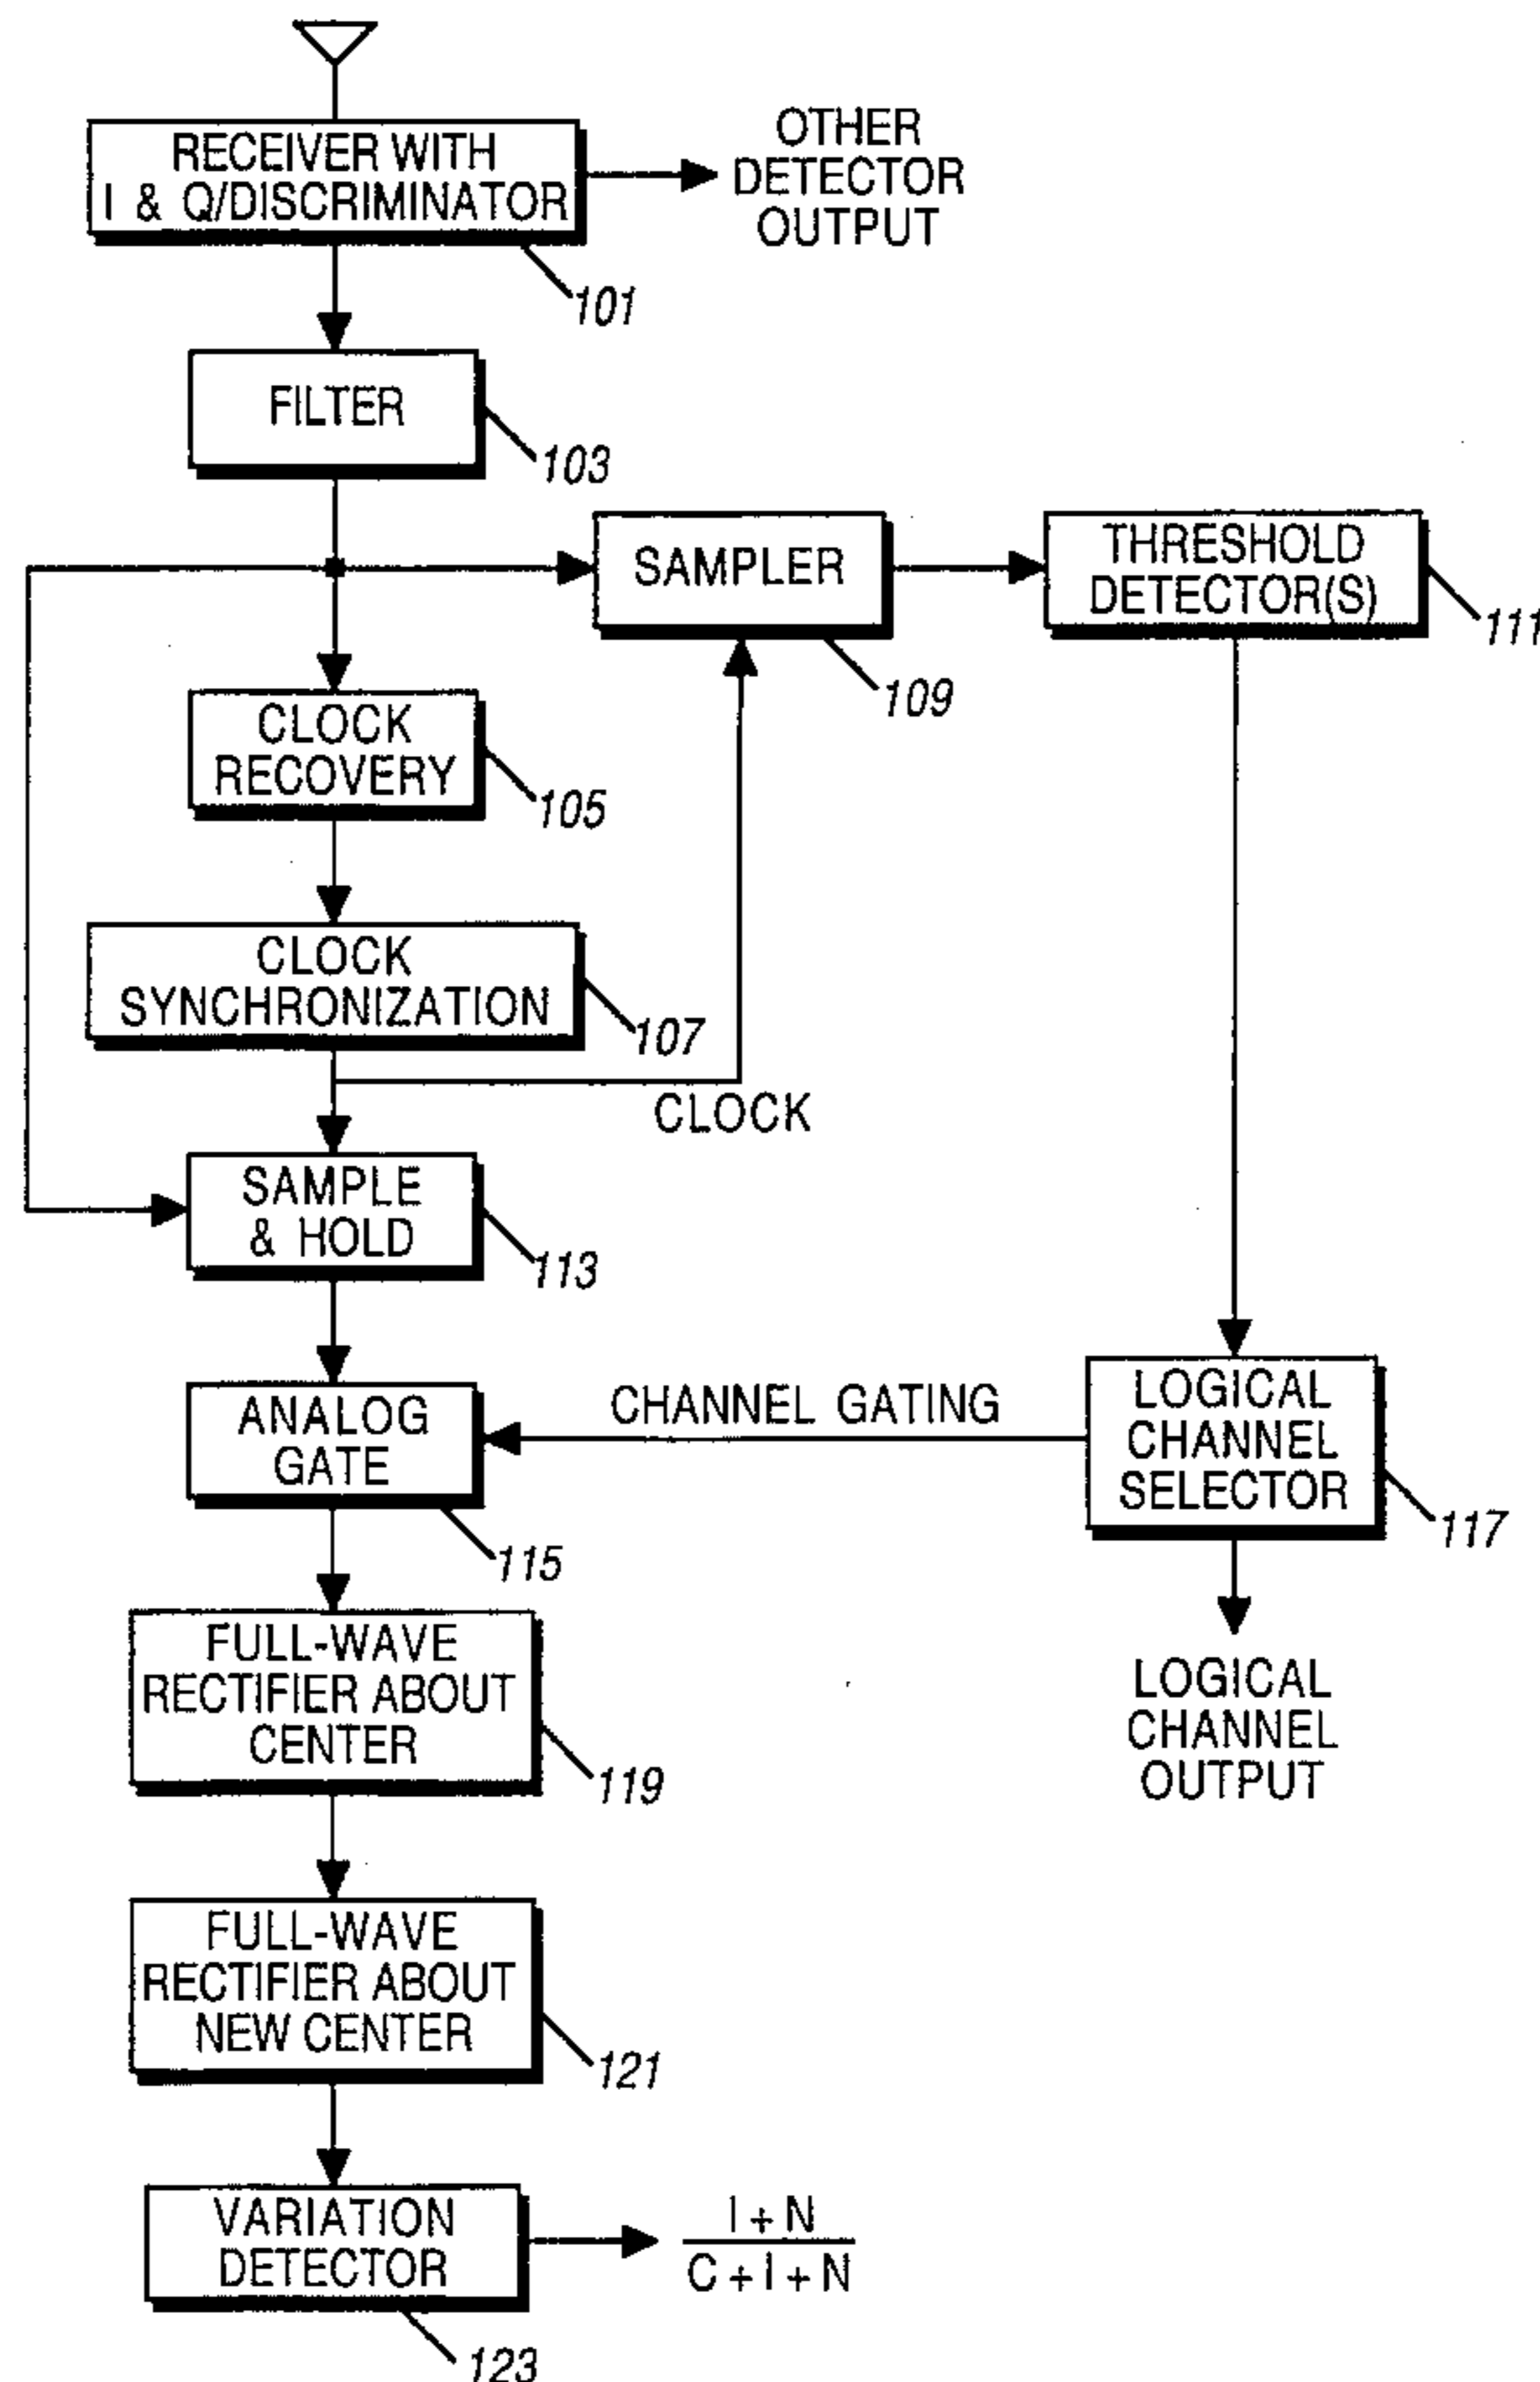 RECEIVER WITH
I & Q/DISCRIMINATOR
OTHER
DETECTOR
OUTPUT
101
FILTER
103
SAMPLER
109
THRESHOLD
DETECTOR(S)
111
CLOCK
RECOVERY
105
CLOCK
SYNCHRONIZATION
107
CLOCK
SAMPLE
& HOLD
113
ANALOG
GATE
115
CHANNEL GATING
LOGICAL
CHANNEL
SELECTOR
117
LOGICAL
CHANNEL
OUTPUT
FULL-WAVE
RECTIFIER ABOUT
CENTER
119
FULL-WAVE
RECTIFIER ABOUT
NEW CENTER
121
VARIATION
DETECTOR
123
I + N
C + I + N